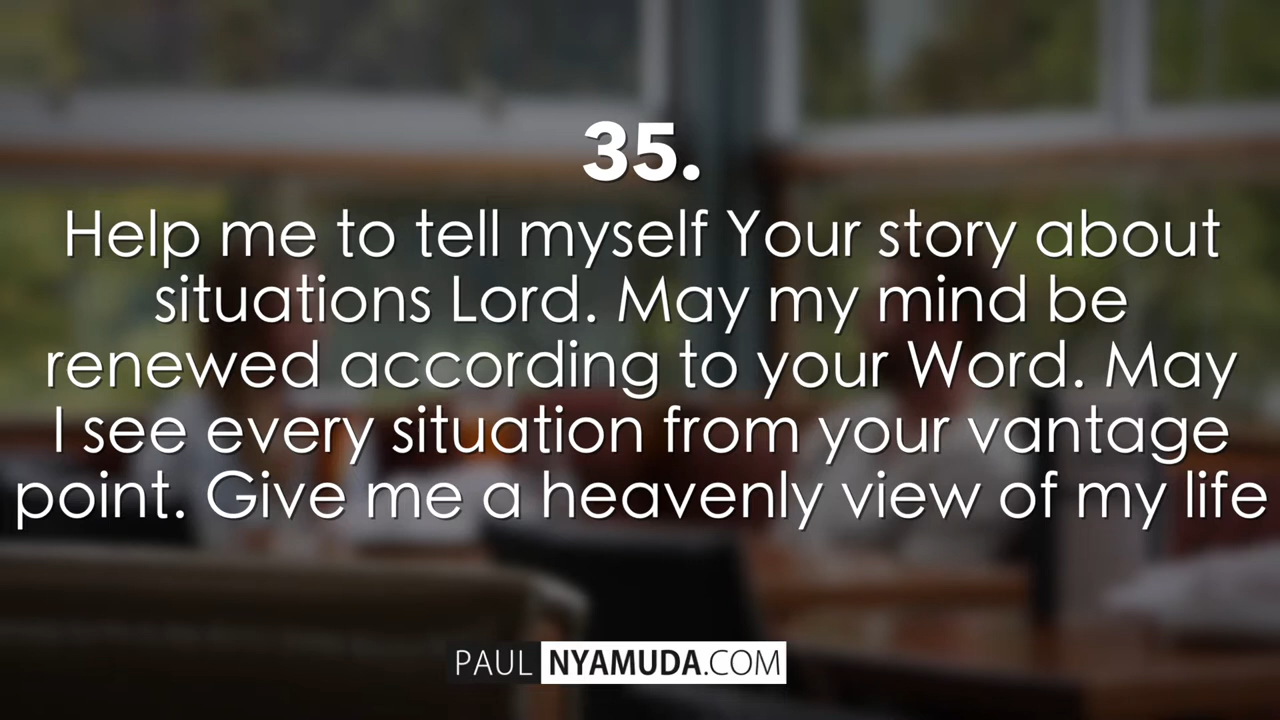 35.
Help me to tell myself Your story about
situations Lord. May my mind be
renewed according to your Word. May
I see every situation from your vantage
point. Give me a heavenly view of my life
PAUL NYAMUDA.COM